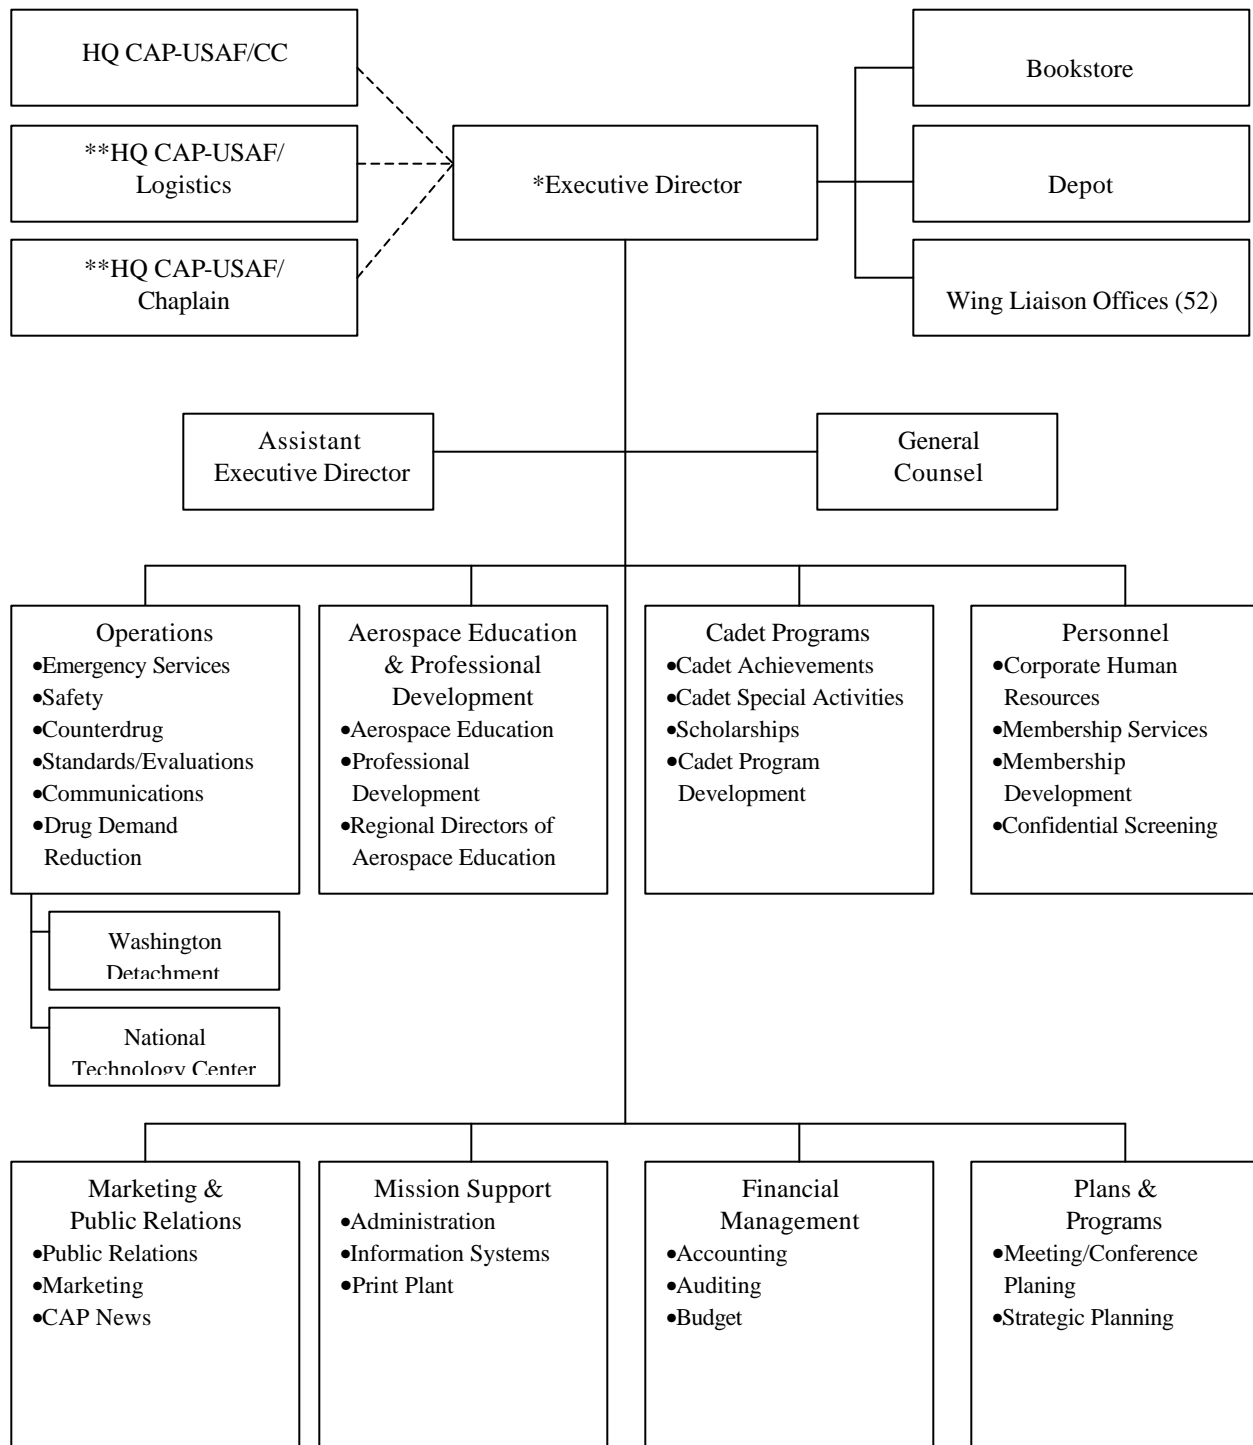 HQ CAP-USAF/CC
**HQ CAP-USAF/
Logistics
**HQ CAP-USAF/
Chaplain
*Executive Director
Bookstore
Depot
Wing Liaison Offices (52)
Assistant
Executive Director
General
Counsel
Operations
•Emergency Services
•Safety
•Counterdrug
•Standards/Evaluations
•Communications
•Drug Demand
Reduction
Aerospace Education
& Professional
Development
•Aerospace Education
•Professional
Development
•Regional Directors of
Aerospace Education
Cadet Programs
•Cadet Achievements
•Cadet Special Activities
•Scholarships
•Cadet Program
Development
Personnel
•Corporate Human
Resources
•Membership Services
•Membership
Development
•Confidential Screening
Washington
Detachment
National
Technology Center
Marketing &
Public Relations
•Public Relations
•Marketing
•CAP News
Mission Support
•Administration
•Information Systems
•Print Plant
Financial
Management
•Accounting
•Auditing
•Budget
Plans &
Programs
•Meeting/Conference
Planing
•Strategic Planning